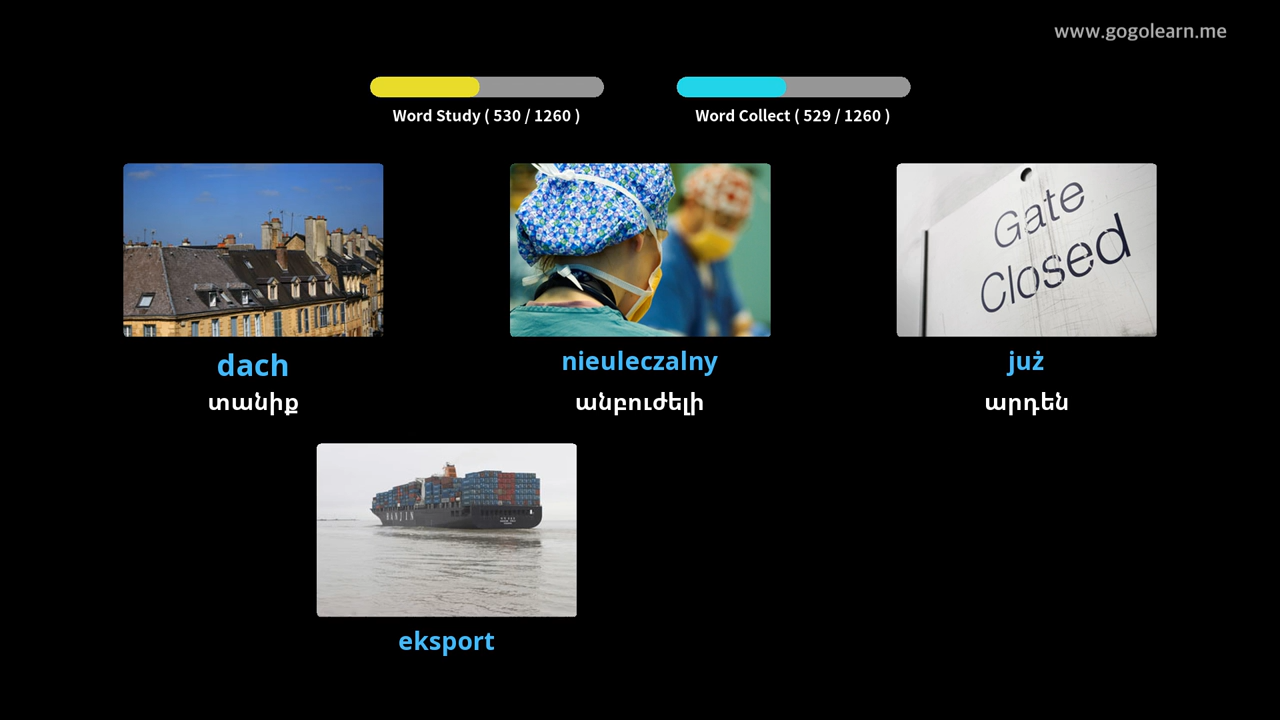 www.gogolearn.me
Word Study ( 530 / 1260 )
Word Collect ( 529 / 1260 )
Gate
Closed
dach
nieuleczalny
już
տանիք
անբուժելի
արդեն
HANJIN
eksport